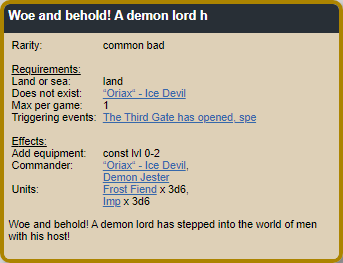 Woe and behold! A demon lord h
Rarity: common bad
Requirements:
Land or sea: land
Does not exist: “Oriax“ - Ice Devil
Max per game: 1
Triggering events: The Third Gate has opened, spe
Effects:
Add equipment: const lvl 0-2
Commander: “Oriax“ - Ice Devil,
Demon Jester
Units: Frost Fiend x 3d6,
Imp x 3d6
Woe and behold! A demon lord has stepped into the world of men
with his host!